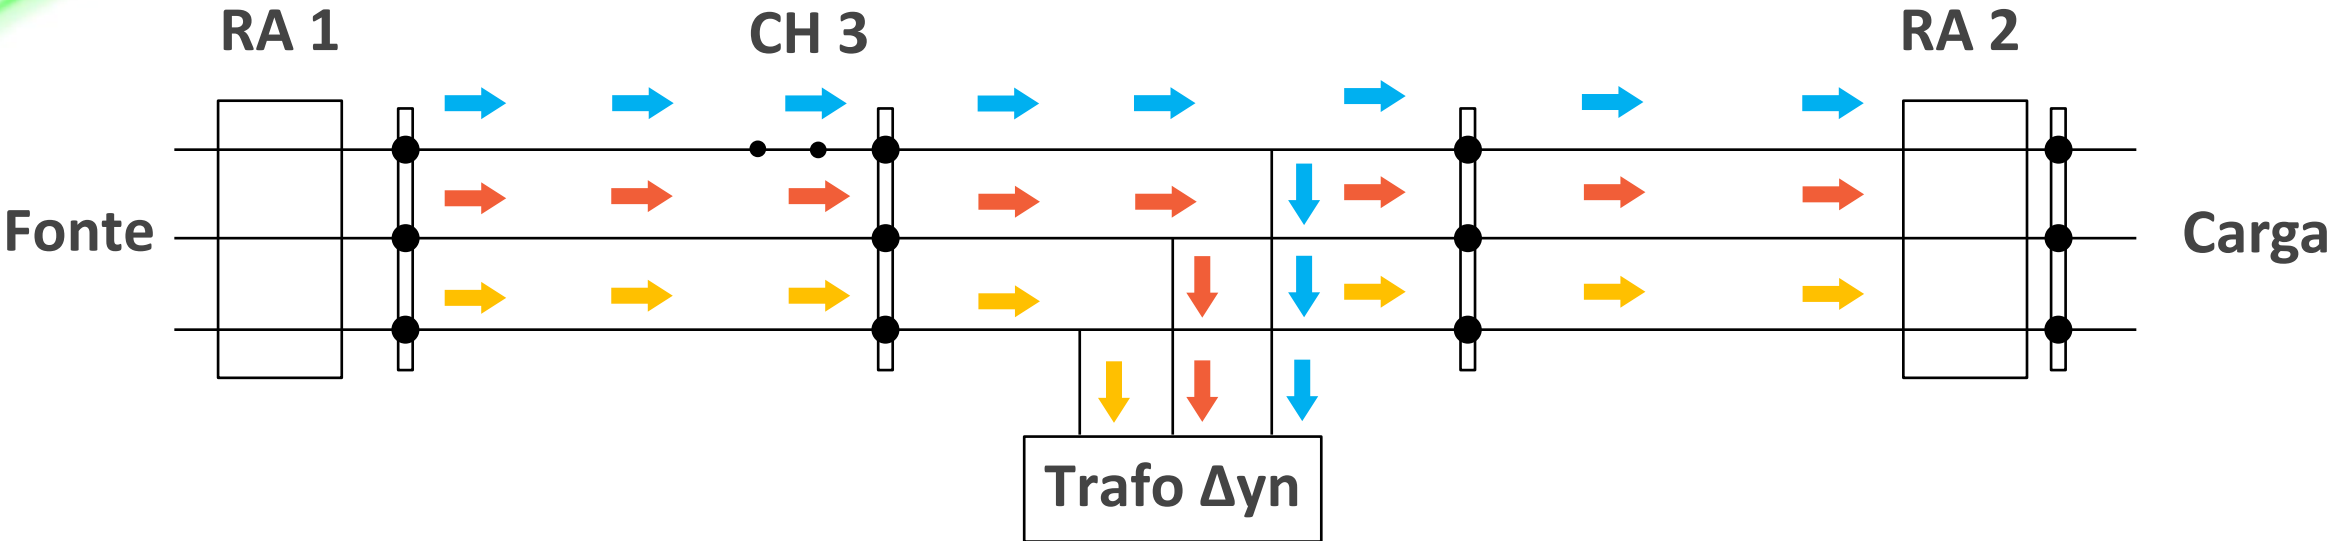 RA 1
CH 3
RA 2
Fonte
Carga
Trafo Δyn